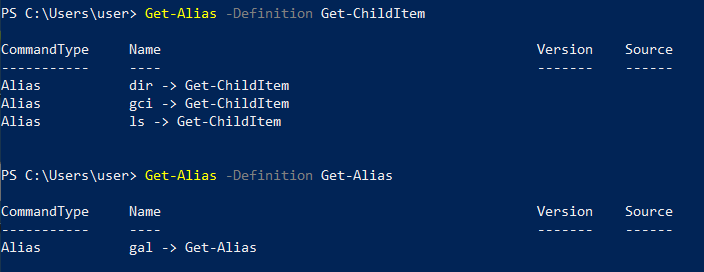 PS C:\Users\user> Get-Alias -Definition Get-ChildItem
CommandType     Name                                               Version    Source
-----------     ----                                               -------    ------
Alias           dir -> Get-ChildItem
Alias           gci -> Get-ChildItem
Alias           ls -> Get-ChildItem
PS C:\Users\user> Get-Alias -Definition Get-Alias
CommandType     Name                                               Version    Source
-----------     ----                                               -------    ------
Alias           gal -> Get-Alias